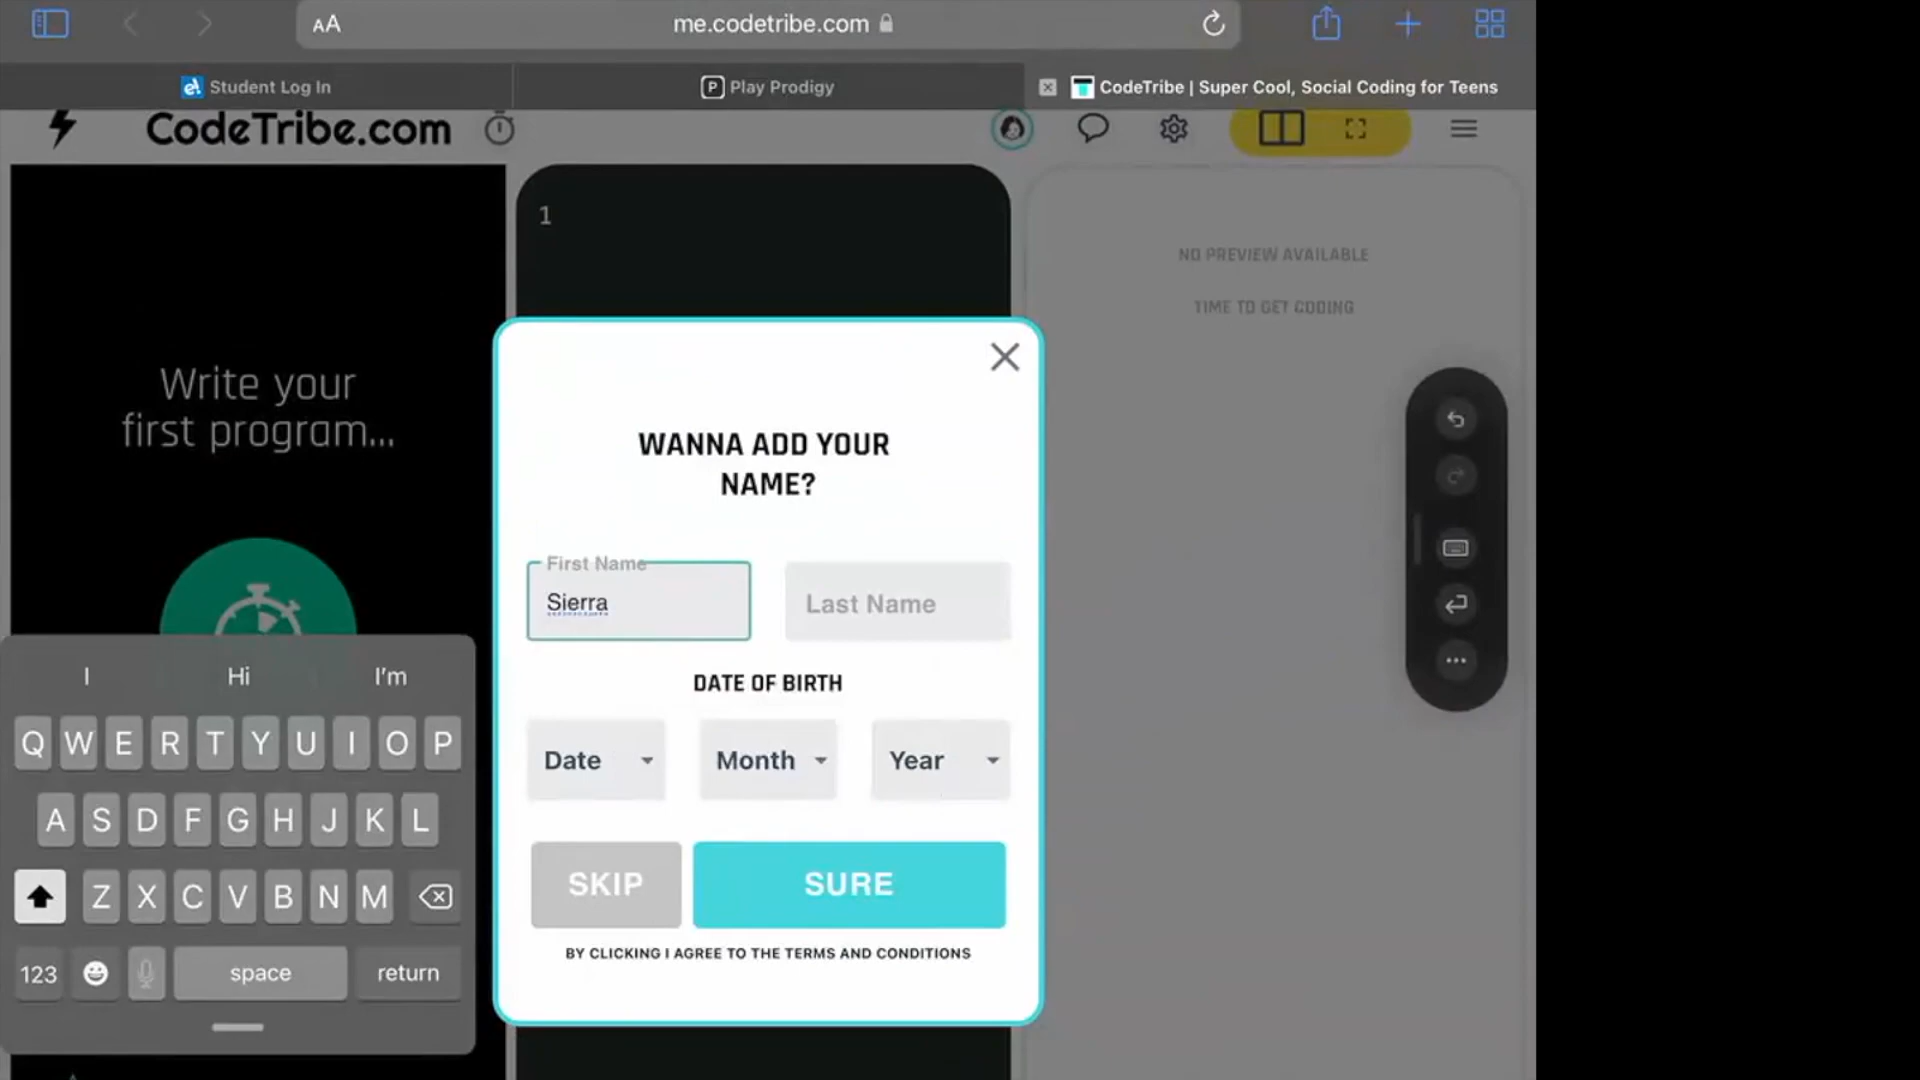 AA
me.codetribe.com
Student Log In
P Play Prodigy
CodeTribe | Super Cool, Social Coding for Teens
CodeTribe.com
1
NO PREVIEW AVAILABLE
TIME TO GET CODING
Write your
first program...
WANNA ADD YOUR
NAME?
First Name
Sierra
Last Name
DATE OF BIRTH
Date
Month
Year
SKIP
SURE
BY CLICKING I AGREE TO THE TERMS AND CONDITIONS
I Hi I'm
Q W E R T Y U I O P
A S D F G H J K L
Z X C V B N M
123 space return